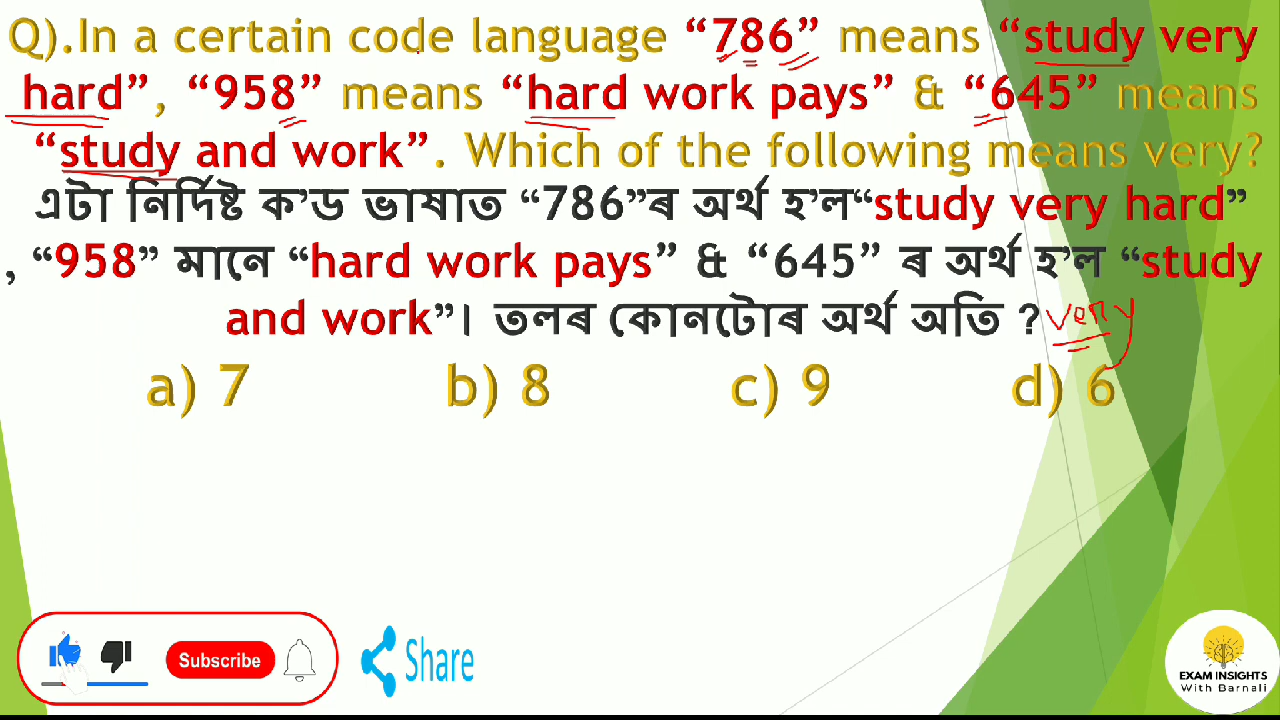 Q).In a certain code language “786” means “study very
hard”, “958” means “hard work pays” & “645” means
“study and work”. Which of the following means very?
এটা নিৰ্দিষ্ট ক’ড ভাষাত “786”ৰ অৰ্থ হ’ল“study very hard”
, “958” মানে “hard work pays” & “645” ৰ অৰ্থ হ’ল “study
and work”। তলৰ কোনটোৰ অৰ্থ অতি ? very
a) 7 b) 8 c) 9 d) 6
Subscribe
Share
EXAM INSIGHTS
With Barnali